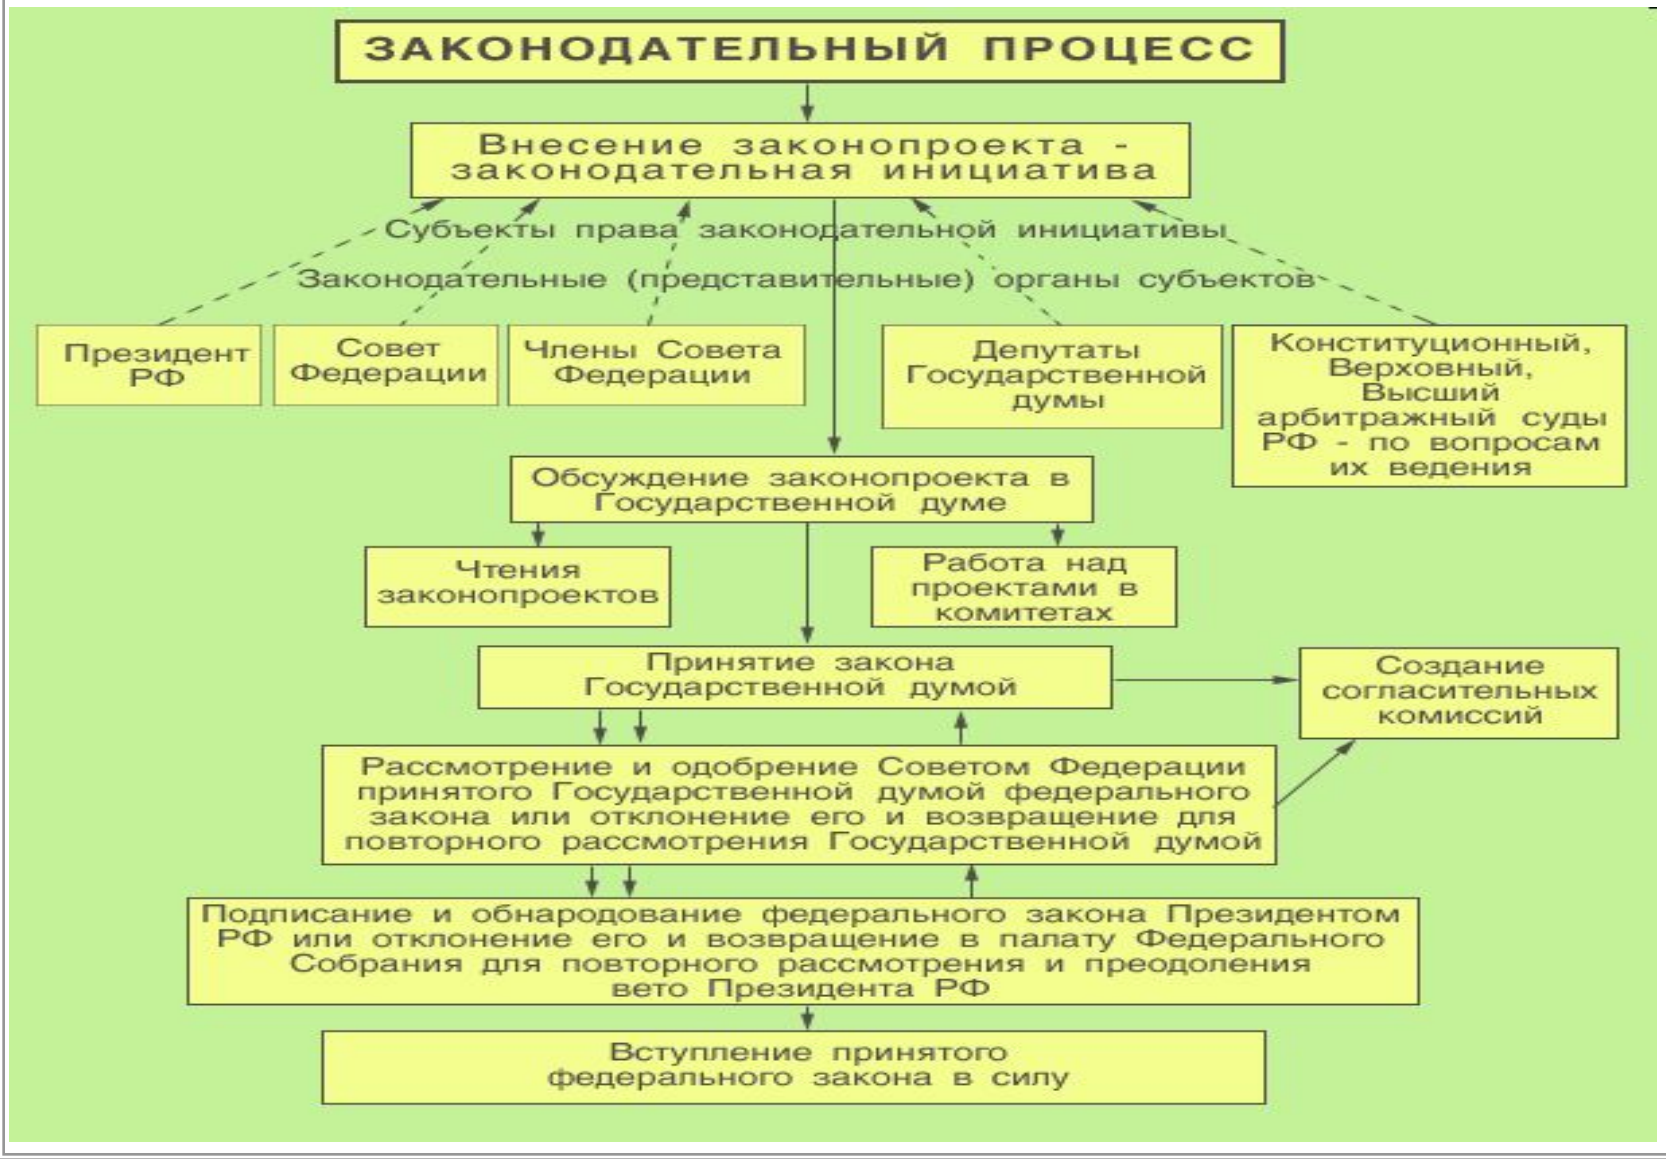 ЗАКОНОДАТЕЛЬНЫЙ ПРОЦЕСС
Внесение законопроекта -
законодательная инициатива
Субъекты права законодательной инициативы
Законодательные (представительные) органы субъектов
Президент
РФ
Совет
Федерации
Члены Совета
Федерации
Депутаты
Государственной
думы
Конституционный,
Верховный,
Высший
арбитражный суды
РФ - по вопросам
их ведения
Обсуждение законопроекта в
Государственной думе
Чтения
законопроектов
Работа над
проектами в
комитетах
Принятие закона
Государственной думой
Создание
согласительных
комиссий
Рассмотрение и одобрение Советом Федерации
принятого Государственной думой федерального
закона или отклонение его и возвращение для
повторного рассмотрения Государственной думой
Подписание и обнародование федерального закона Президентом
РФ или отклонение его и возвращение в палату Федерального
Собрания для повторного рассмотрения и преодоления
вето Президента РФ
Вступление принятого
федерального закона в силу